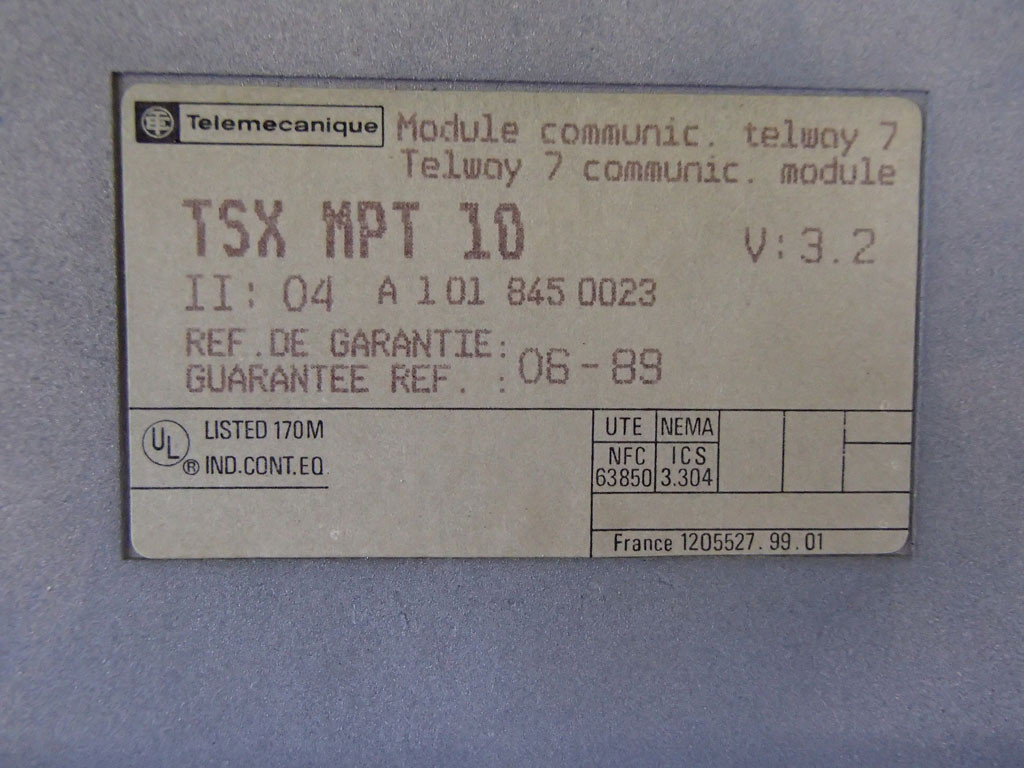 Telemecanique
Module communic. telway 7
Telway 7 communic. module
TSX MPT 10
V: 3.2
II: 04 A 101 845 0023
REF.DE GARANTIE:
GUARANTEE REF. : 06-89
UL ® LISTED 170M
IND.CONT.EQ
UTE NEMA
NFC ICS
63850 3.304
France 1205527.99.01